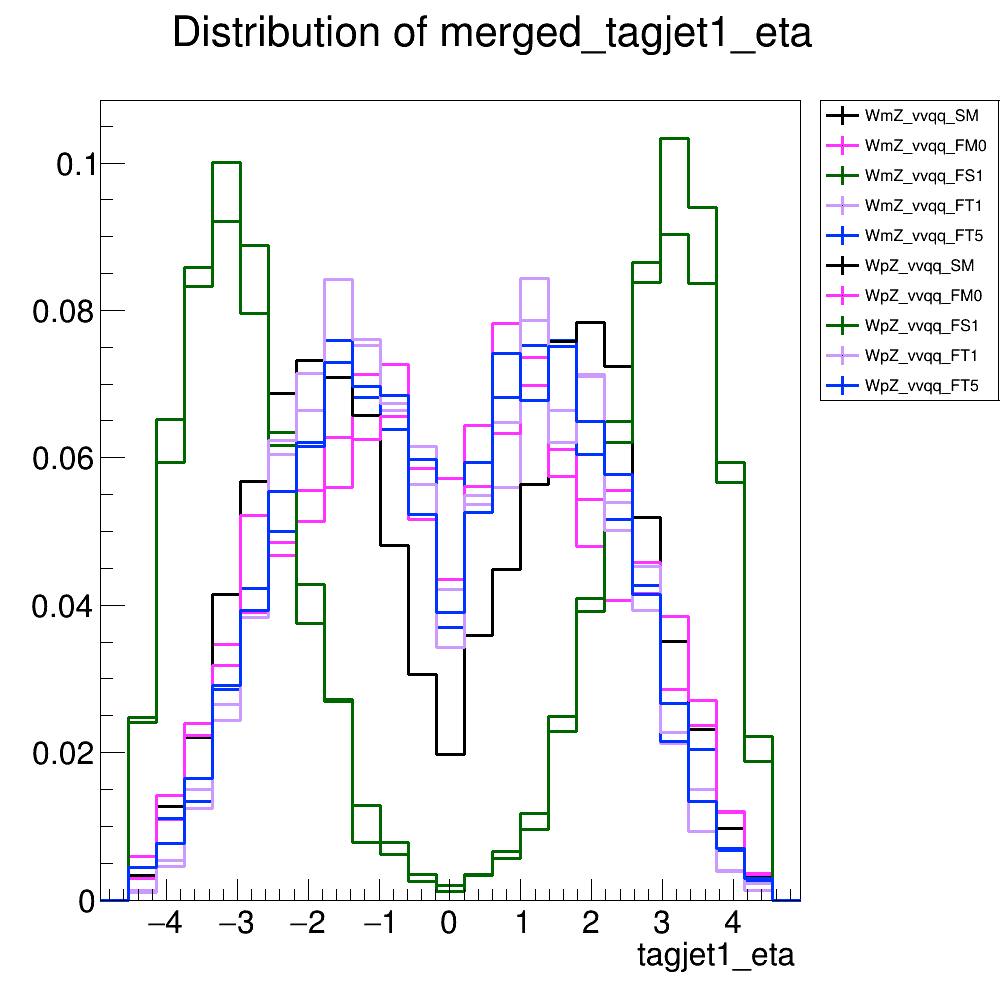 Distribution of merged_tagjet1_eta
WmZ_vvqq_SM
WmZ_vvqq_FM0
WmZ_vvqq_FS1
WmZ_vvqq_FT1
WmZ_vvqq_FT5
WpZ_vvqq_SM
WpZ_vvqq_FM0
WpZ_vvqq_FS1
WpZ_vvqq_FT1
WpZ_vvqq_FT5
0.1
0.08
0.06
0.04
0.02
0
−4 −3 −2 −1 0 1 2 3 4
tagjet1_eta